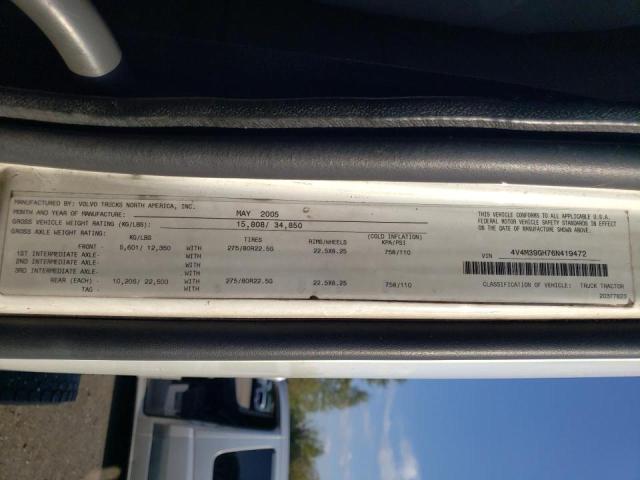 MANUFACTURED BY: VOLVO TRUCKS NORTH AMERICA, INC.
MONTH AND YEAR OF MANUFACTURE: MAY 2005
GROSS VEHICLE WEIGHT RATING: (KG/LBS): 15,808/ 34,850
GROSS AXLE WEIGHT RATING: (COLD INFLATION)
KG/LBS TIRES RIMS/WHEELS KPA/PSI
FRONT - 5,601/ 12,350 WITH 275/80R22.5G 22.5X8.25 758/110
1ST INTERMEDIATE AXLE - WITH
2ND INTERMEDIATE AXLE - WITH
3RD INTERMEDIATE AXLE - WITH
REAR (EACH) - 10,206/ 22,500 WITH 275/80R22.5G 22.5X8.25 758/110
TAG - WITH
THIS VEHICLE CONFORMS TO ALL APPLICABLE U.S.A.
FEDERAL MOTOR VEHICLE SAFETY STANDARDS IN EFFECT
ON THE DATE OF MANUFACTURE SHOWN ABOVE.
VIN 4V4M39GH76N419472
CLASSIFICATION OF VEHICLE: TRUCK TRACTOR
20377623